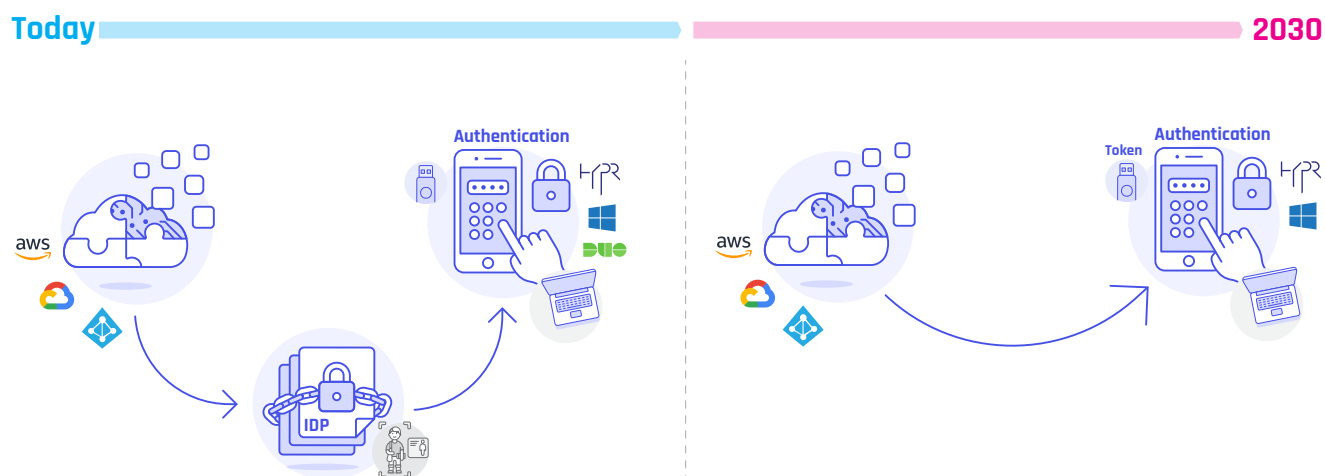 Today
2030
Authentication
HYPR
aws
DUO
IDP
Authentication
Token
HYPR
aws